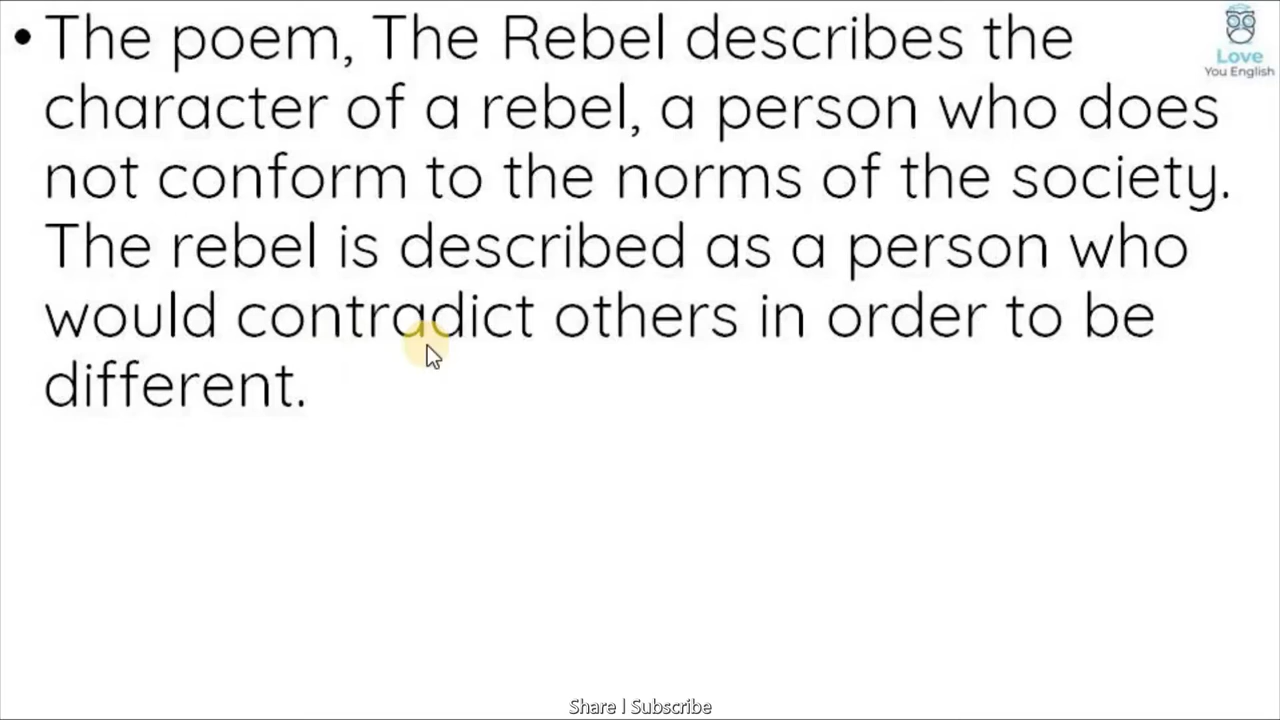 • The poem, The Rebel describes the
character of a rebel, a person who does
not conform to the norms of the society.
The rebel is described as a person who
would contradict others in order to be
different.
Love
You English
Share | Subscribe